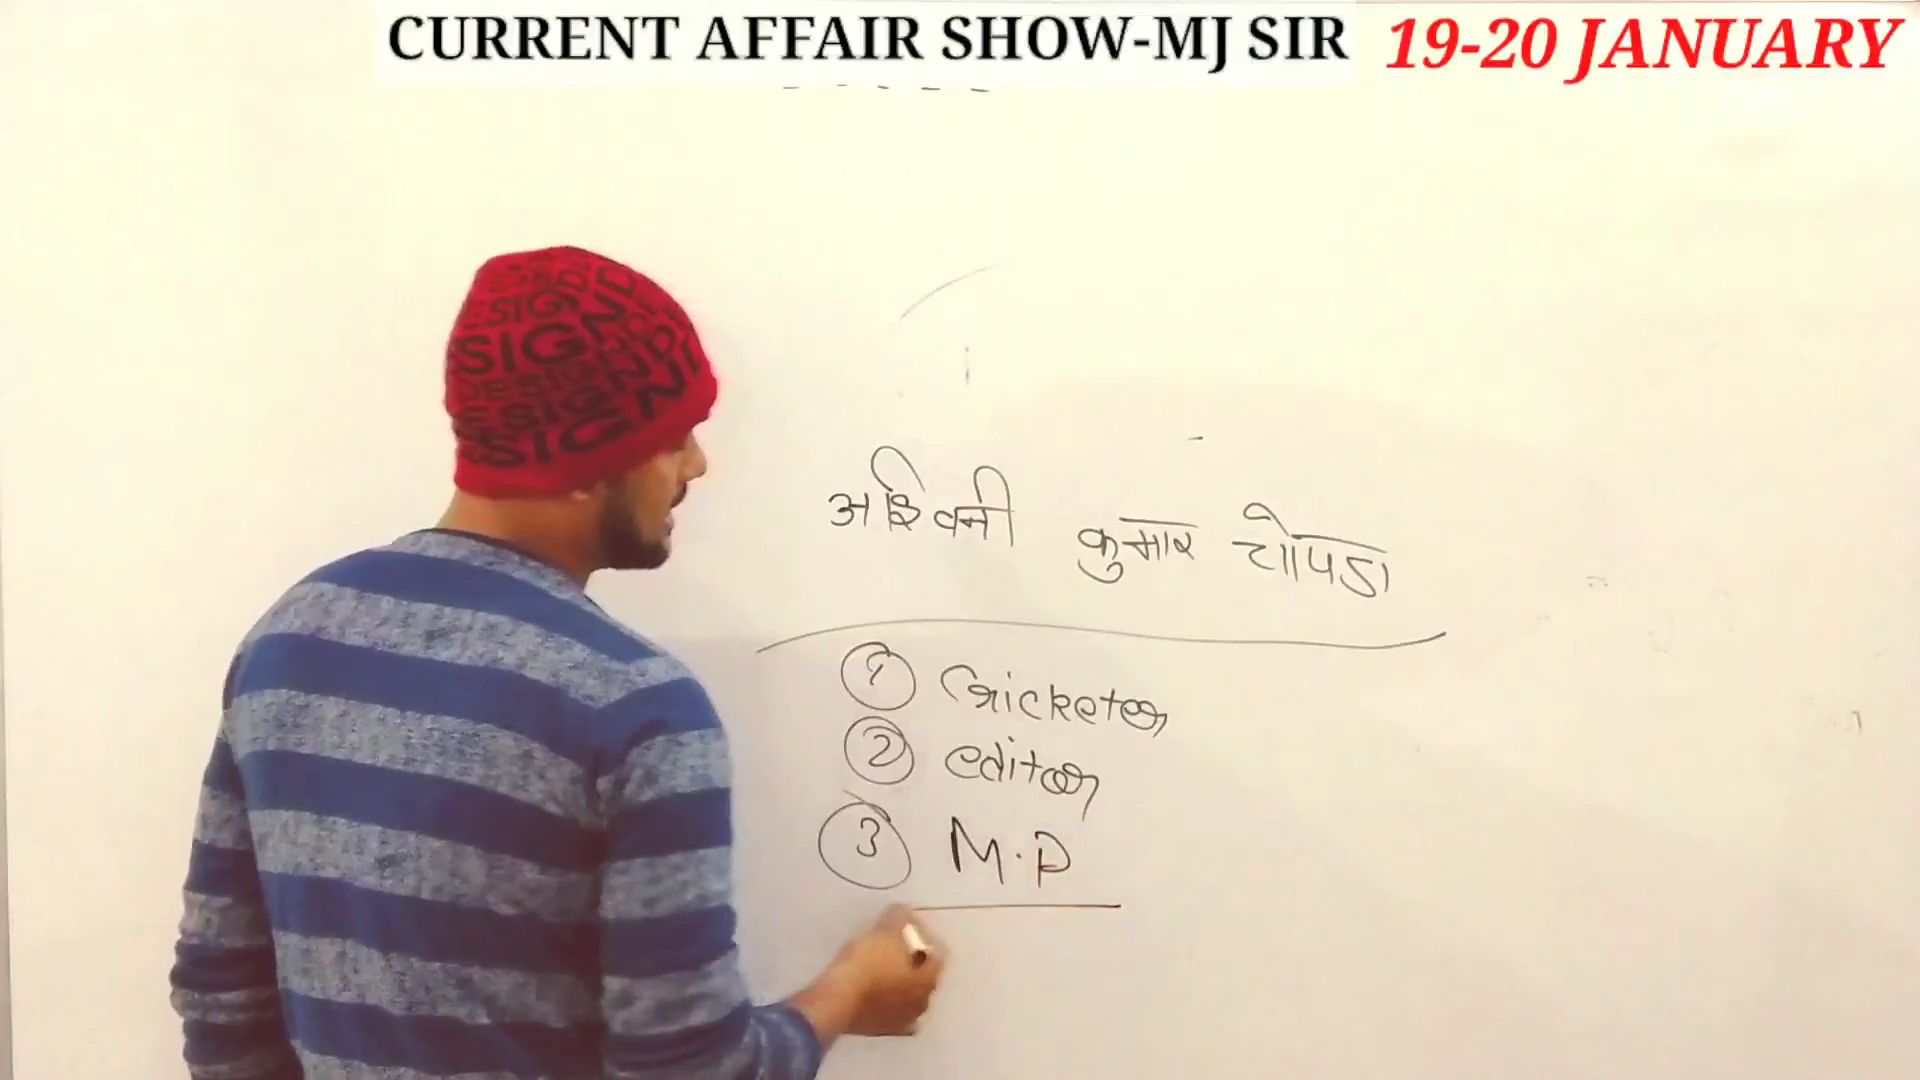 CURRENT AFFAIR SHOW-MJ SIR 19-20 JANUARY
अश्विनी कुमार चोपडा
1 Cricketer
2 editor
3 M.P